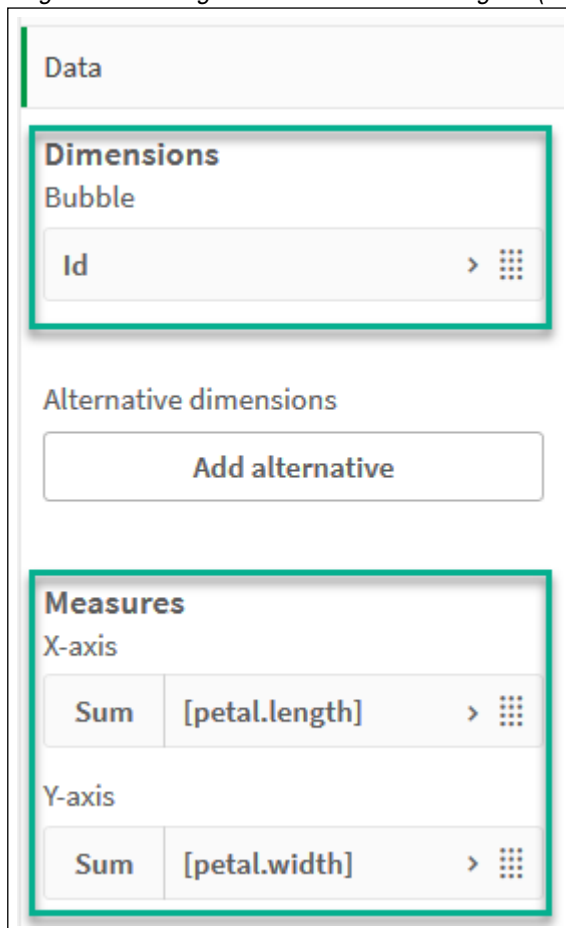 Data
Dimensions
Bubble
Id
Alternative dimensions
Add alternative
Measures
X-axis
Sum [petal.length]
Y-axis
Sum [petal.width]